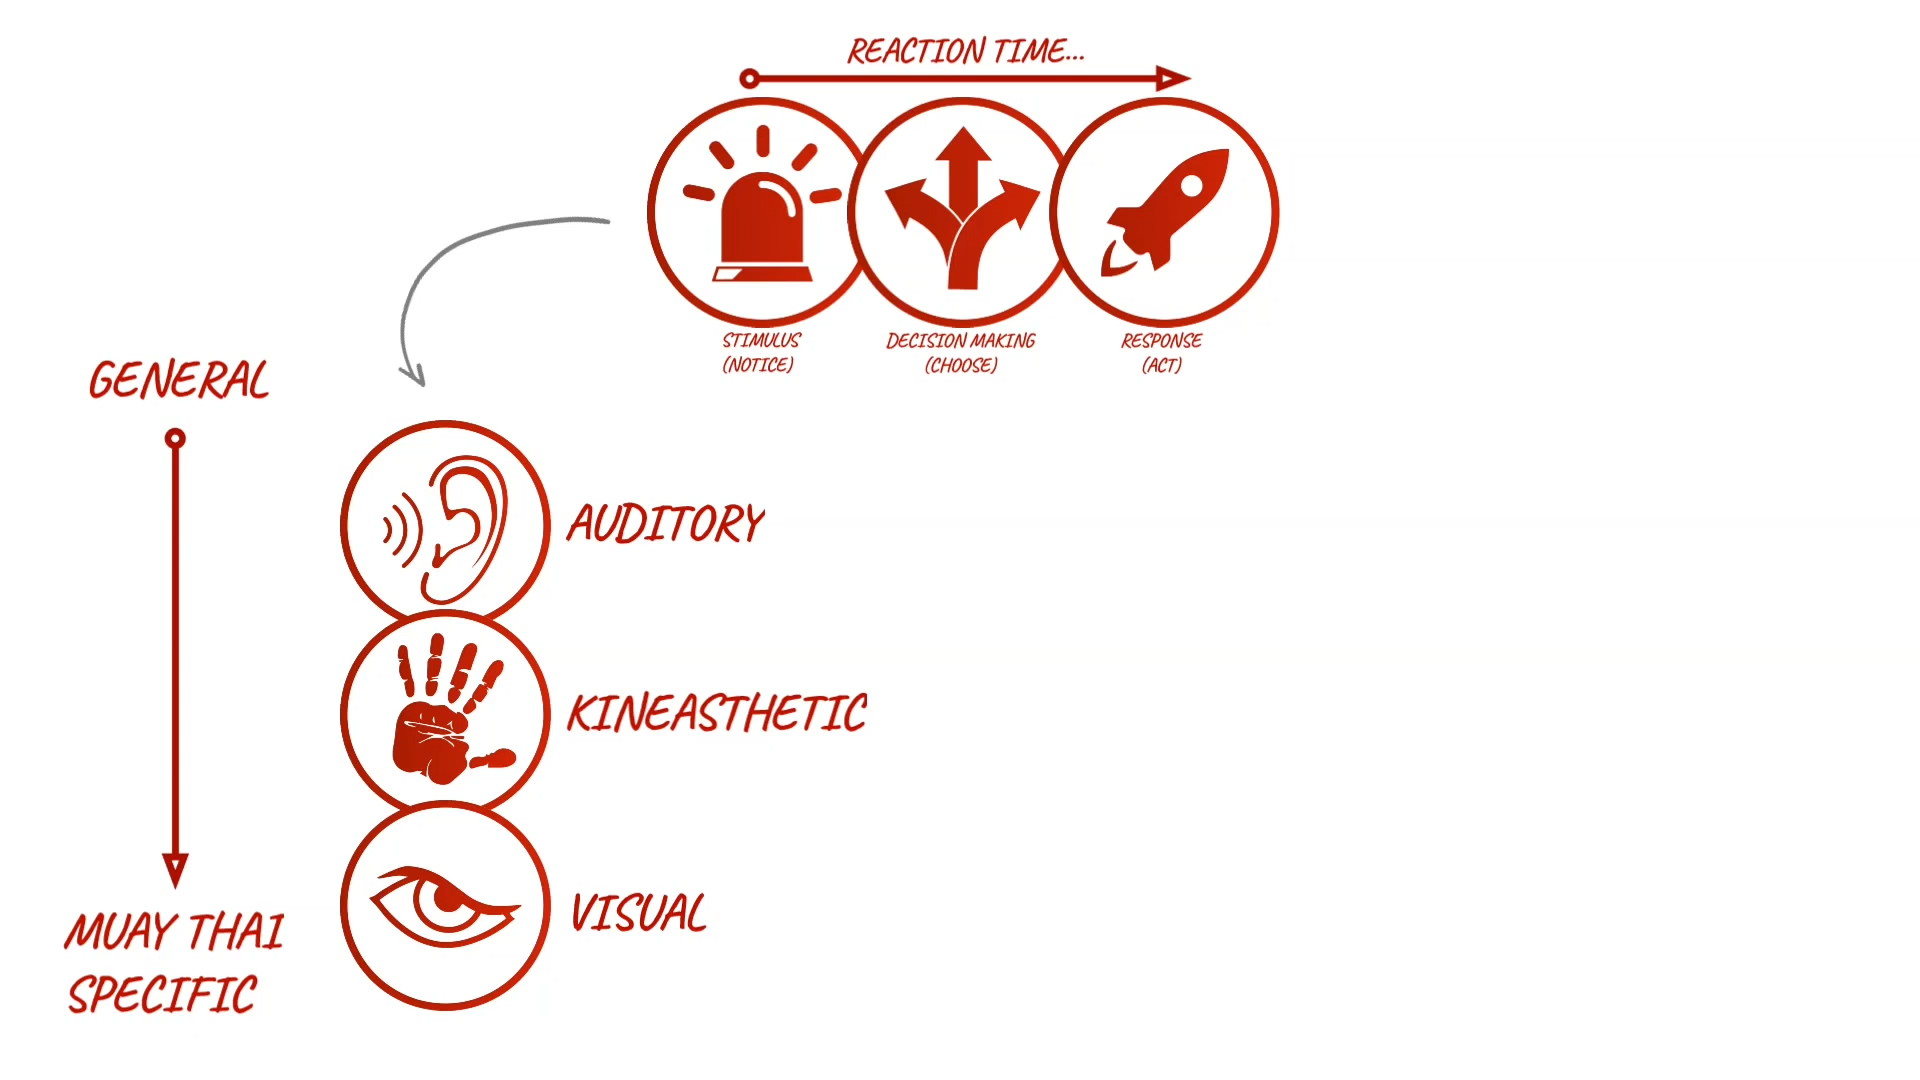 REACTION TIME...
STIMULUS
(NOTICE)
DECISION MAKING
(CHOOSE)
RESPONSE
(ACT)
GENERAL
AUDITORY
KINEASTHETIC
VISUAL
MUAY THAI
SPECIFIC